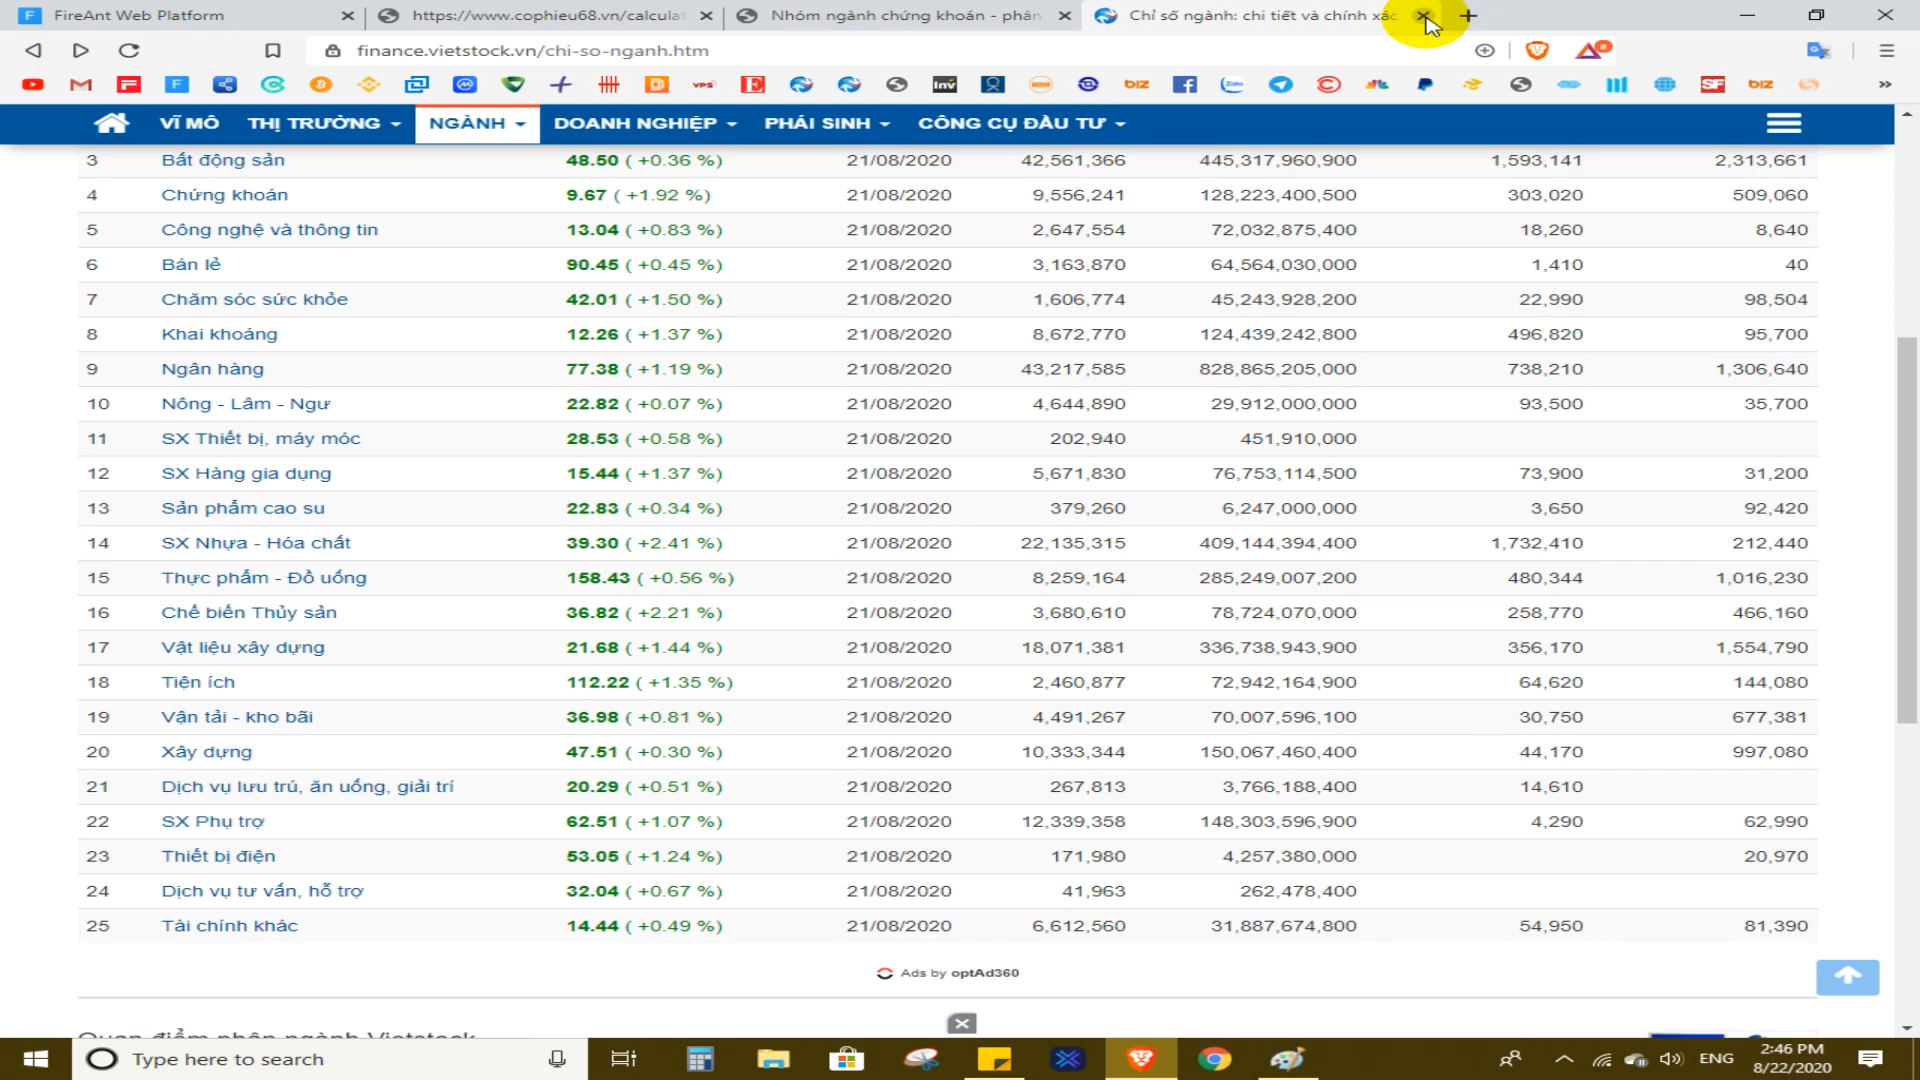 FireAnt Web Platform
https://www.cophieu68.vn/calculat
Nhóm ngành chứng khoán - phân
Chỉ số ngành: chi tiết và chính xác
finance.vietstock.vn/chi-so-nganh.htm
VĨ MÔ THỊ TRƯỜNG NGÀNH DOANH NGHIỆP PHÁI SINH CÔNG CỤ ĐẦU TƯ
3 Bất động sản 48.50 ( +0.36 %) 21/08/2020 42,561,366 445,317,960,900 1,593,141 2,313,661
4 Chứng khoán 9.67 ( +1.92 %) 21/08/2020 9,556,241 128,223,400,500 303,020 509,060
5 Công nghệ và thông tin 13.04 ( +0.83 %) 21/08/2020 2,647,554 72,032,875,400 18,260 8,640
6 Bán lẻ 90.45 ( +0.45 %) 21/08/2020 3,163,870 64,564,030,000 1,410 40
7 Chăm sóc sức khỏe 42.01 ( +1.50 %) 21/08/2020 1,606,774 45,243,928,200 22,990 98,504
8 Khai khoáng 12.26 ( +1.37 %) 21/08/2020 8,672,770 124,439,242,800 496,820 95,700
9 Ngân hàng 77.38 ( +1.19 %) 21/08/2020 43,217,585 828,865,205,000 738,210 1,306,640
10 Nông - Lâm - Ngư 22.82 ( +0.07 %) 21/08/2020 4,644,890 29,912,000,000 93,500 35,700
11 SX Thiết bị, máy móc 28.53 ( +0.58 %) 21/08/2020 202,940 451,910,000
12 SX Hàng gia dụng 15.44 ( +1.37 %) 21/08/2020 5,671,830 76,753,114,500 73,900 31,200
13 Sản phẩm cao su 22.83 ( +0.34 %) 21/08/2020 379,260 6,247,000,000 3,650 92,420
14 SX Nhựa - Hóa chất 39.30 ( +2.41 %) 21/08/2020 22,135,315 409,144,394,400 1,732,410 212,440
15 Thực phẩm - Đồ uống 158.43 ( +0.56 %) 21/08/2020 8,259,164 285,249,007,200 480,344 1,016,230
16 Chế biến Thủy sản 36.82 ( +2.21 %) 21/08/2020 3,680,610 78,724,070,000 258,770 466,160
17 Vật liệu xây dựng 21.68 ( +1.44 %) 21/08/2020 18,071,381 336,738,943,900 356,170 1,554,790
18 Tiện ích 112.22 ( +1.35 %) 21/08/2020 2,460,877 72,942,164,900 64,620 144,080
19 Vận tải - kho bãi 36.98 ( +0.81 %) 21/08/2020 4,491,267 70,007,596,100 30,750 677,381
20 Xây dựng 47.51 ( +0.30 %) 21/08/2020 10,333,344 150,067,460,400 44,170 997,080
21 Dịch vụ lưu trú, ăn uống, giải trí 20.29 ( +0.51 %) 21/08/2020 267,813 3,766,188,400 14,610
22 SX Phụ trợ 62.51 ( +1.07 %) 21/08/2020 12,339,358 148,303,596,900 4,290 62,990
23 Thiết bị điện 53.05 ( +1.24 %) 21/08/2020 171,980 4,257,380,000 20,970
24 Dịch vụ tư vấn, hỗ trợ 32.04 ( +0.67 %) 21/08/2020 41,963 262,478,400
25 Tài chính khác 14.44 ( +0.49 %) 21/08/2020 6,612,560 31,887,674,800 54,950 81,390
Ads by optAd360
Quan điểm phân ngành Vietstock
Type here to search
ENG
2:46 PM
8/22/2020